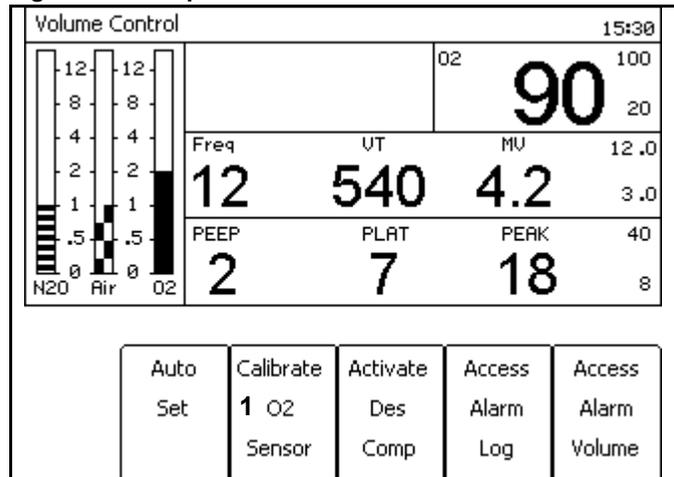 Volume Control 15:30
12 12
8 8
4 4
2 2
1 1
.5 .5
0 0
N2O Air O2
O2 90 100
20
Freq VT MV 12.0
12 540 4.2 3.0
PEEP PLAT PEAK 40
2 7 18 8
Auto Set
Calibrate 1 O2 Sensor
Activate Des Comp
Access Alarm Log
Access Alarm Volume